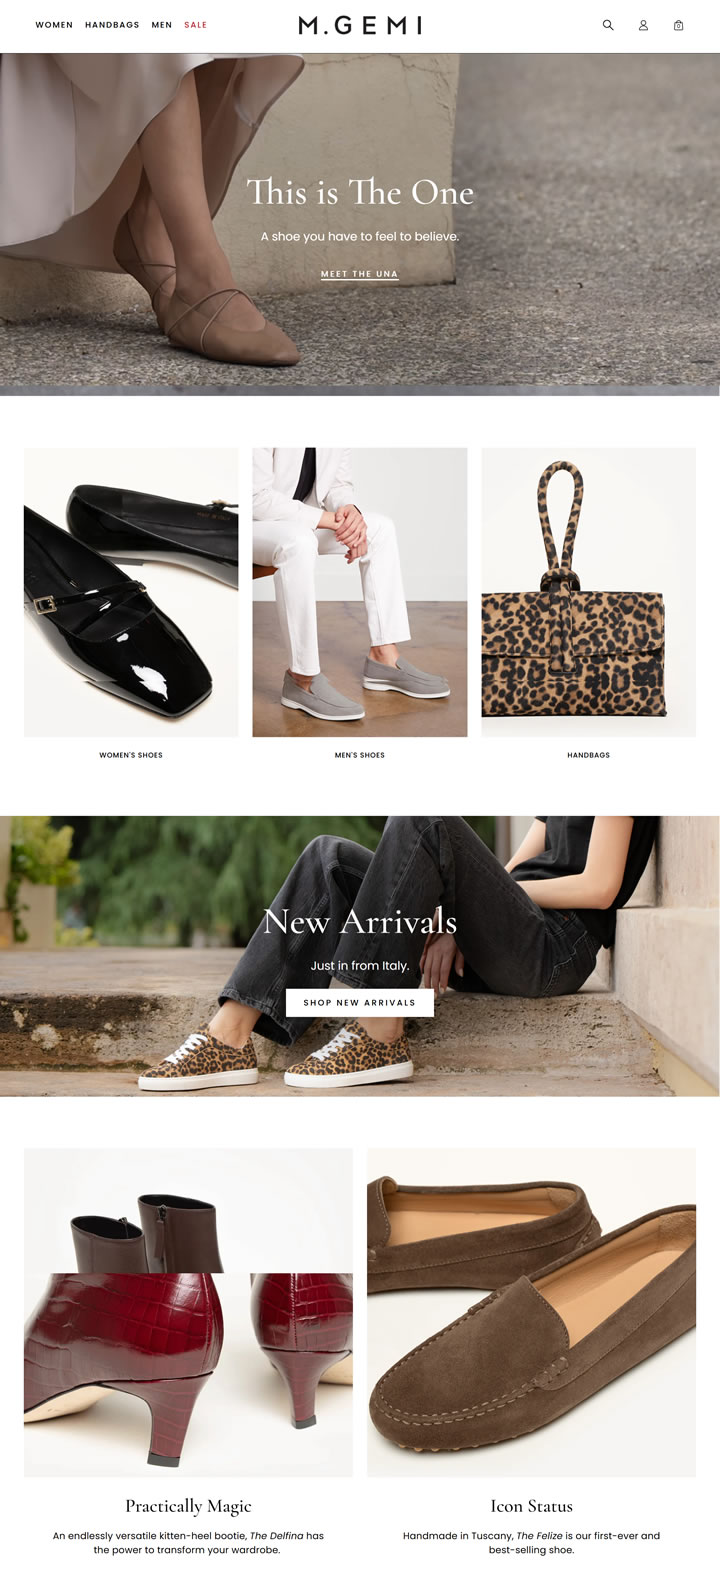 WOMEN HANDBAGS MEN SALE
M.GEMI
0
This is The One
A shoe you have to feel to believe.
MEET THE UNA
WOMEN'S SHOES
MEN'S SHOES
HANDBAGS
New Arrivals
Just in from Italy.
SHOP NEW ARRIVALS
Practically Magic
An endlessly versatile kitten-heel bootie, The Delfina has
the power to transform your wardrobe.
Icon Status
Handmade in Tuscany, The Felize is our first-ever and
best-selling shoe.